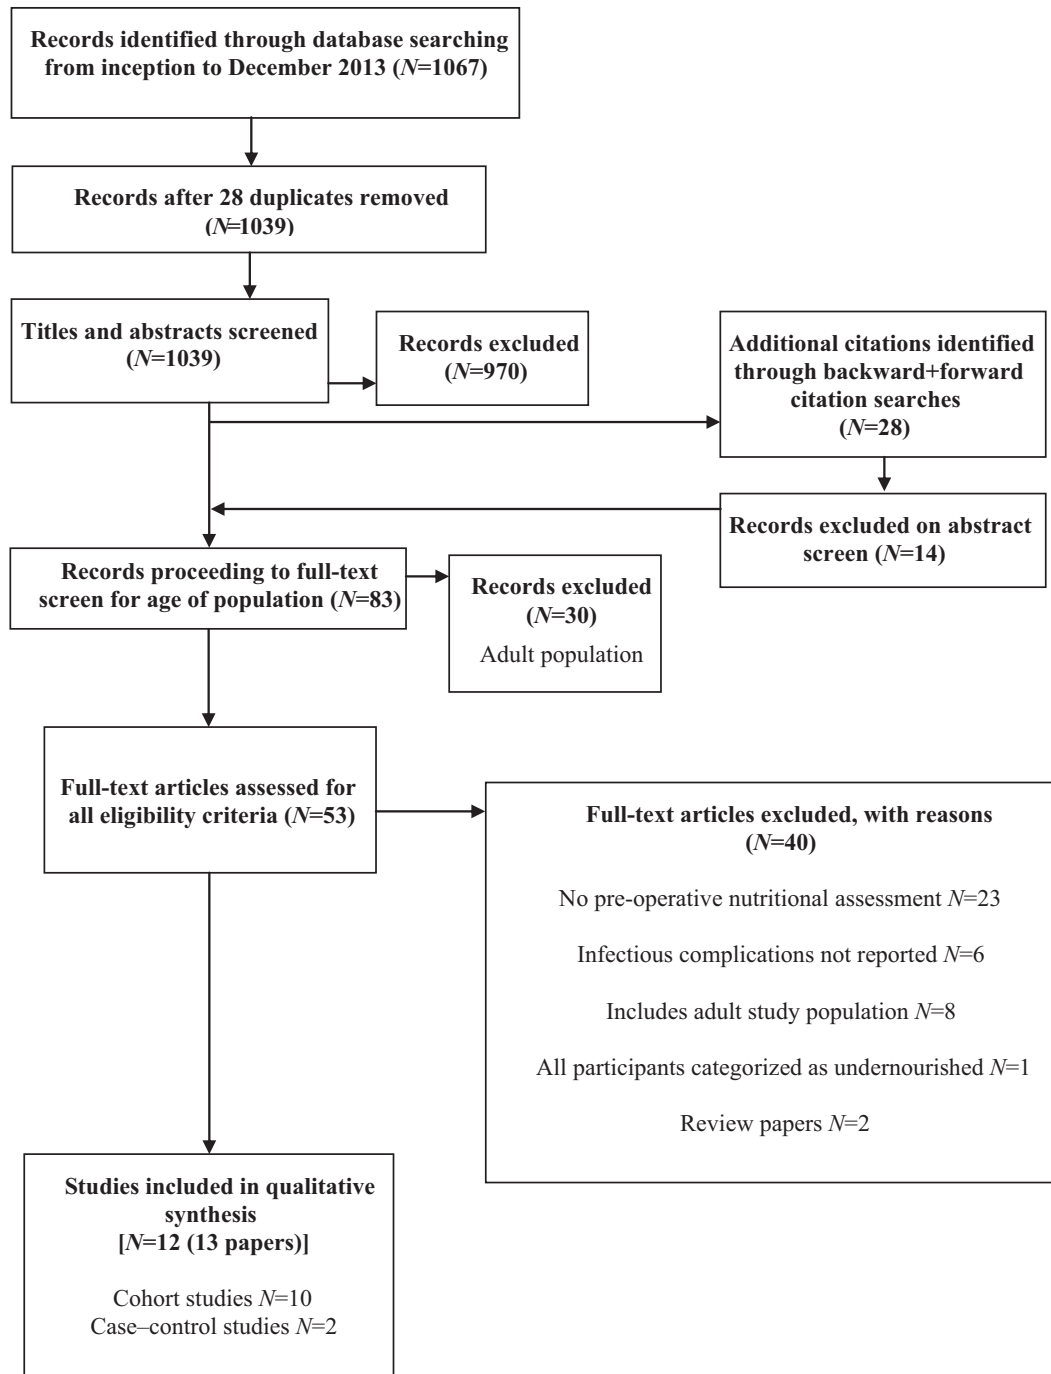 Records identified through database searching
from inception to December 2013 (N=1067)
Records after 28 duplicates removed
(N=1039)
Titles and abstracts screened
(N=1039)
Records excluded
(N=970)
Additional citations identified
through backward+forward
citation searches
(N=28)
Records excluded on abstract
screen (N=14)
Records proceeding to full-text
screen for age of population (N=83)
Records excluded
(N=30)
Adult population
Full-text articles assessed for
all eligibility criteria (N=53)
Full-text articles excluded, with reasons
(N=40)
No pre-operative nutritional assessment N=23
Infectious complications not reported N=6
Includes adult study population N=8
All participants categorized as undernourished N=1
Review papers N=2
Studies included in qualitative
synthesis
[N=12 (13 papers)]
Cohort studies N=10
Case–control studies N=2